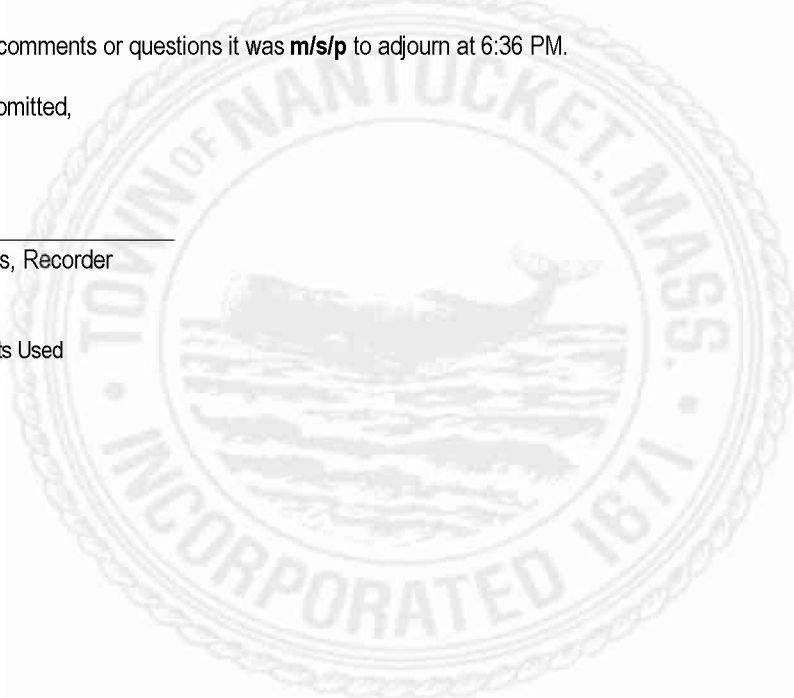 comments or questions it was m/s/p to adjourn at 6:36 PM.
omitted,
s, Recorder
ts Used
TOWN OF NANTUCKET, MASS.
INCORPORATED 1671